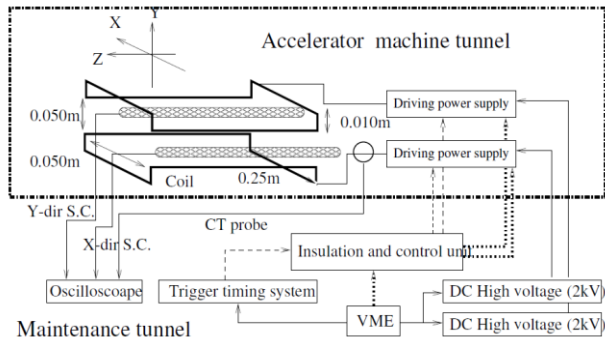 X
Y
Z
Accelerator machine tunnel
0.050m
0.010m
Driving power supply
0.050m
Driving power supply
Coil
0.25m
Y-dir S.C.
X-dir S.C.
CT probe
Insulation and control unit
Oscilloscoape
Trigger timing system
VME
DC High voltage (2kV)
DC High voltage (2kV)
Maintenance tunnel